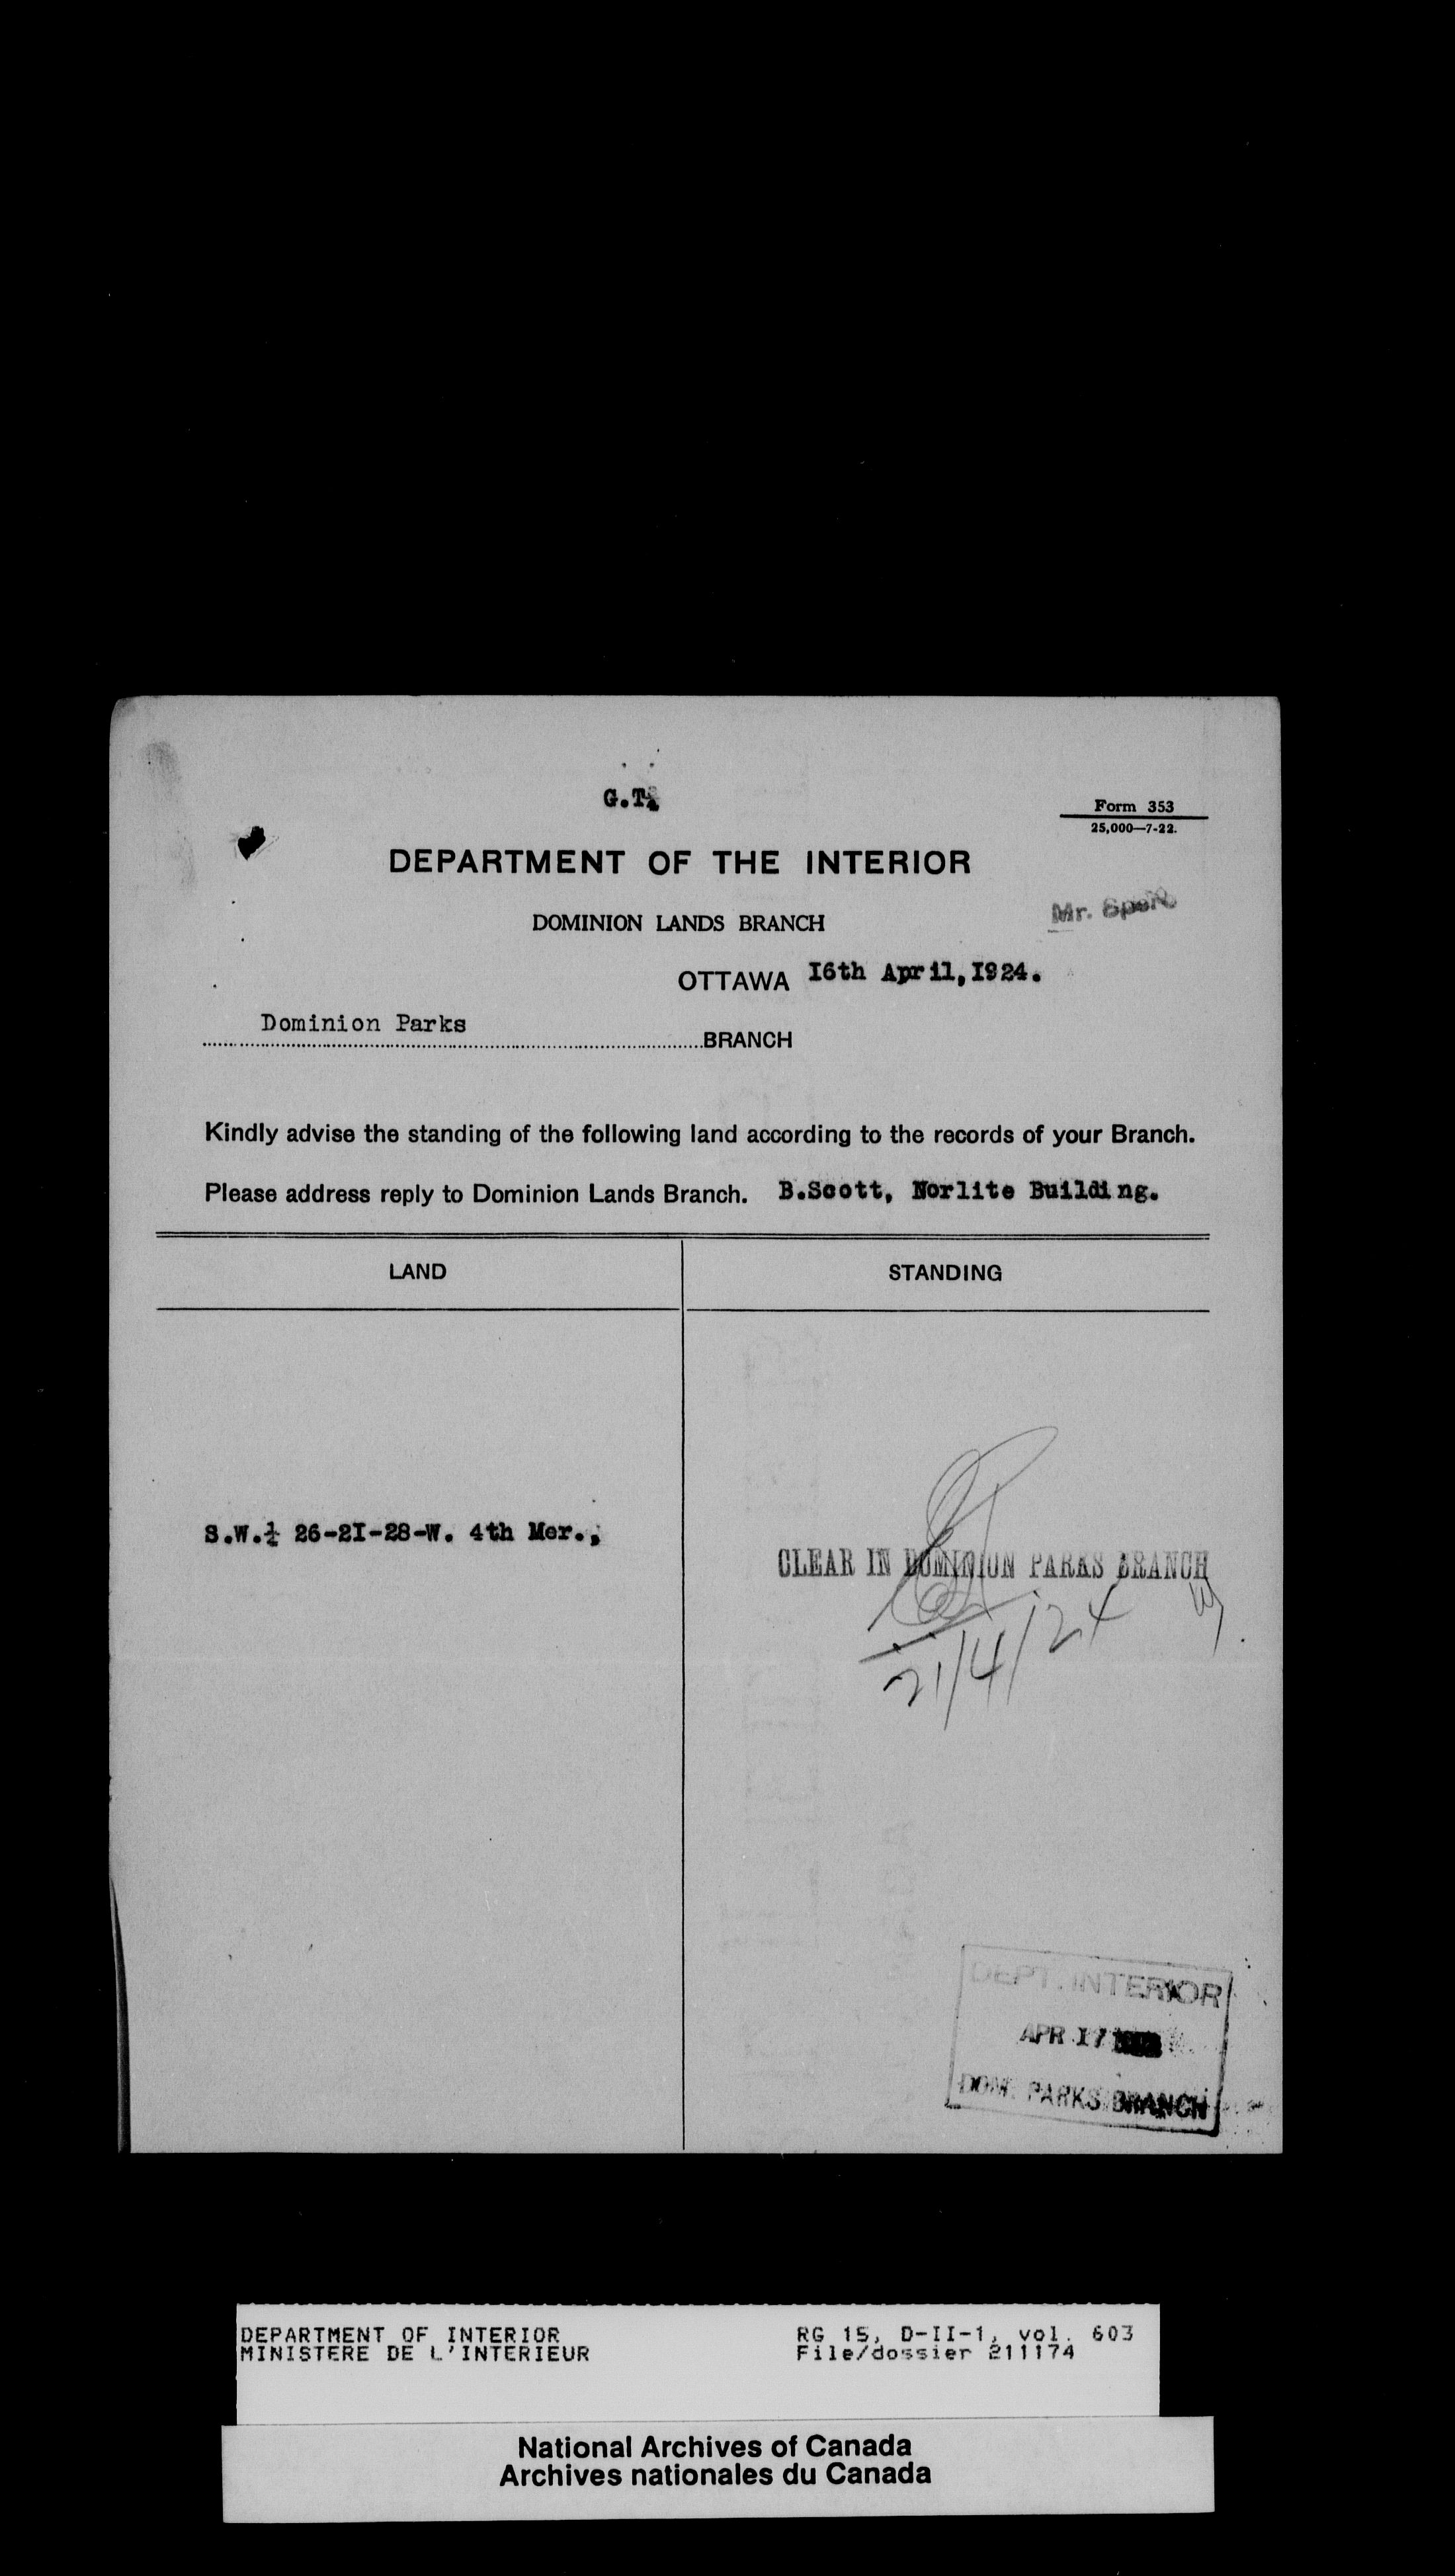 G.T.
Form 353
25,000—7-22.
DEPARTMENT OF THE INTERIOR
DOMINION LANDS BRANCH
Mr.
OTTAWA 16th April, 1924.
Dominion Parks BRANCH
Kindly advise the standing of the following land according to the records of your Branch.
Please address reply to Dominion Lands Branch. B.Scott, Norlite Building.
LAND STANDING
S.W.¼ 26-21-28-W. 4th Mer.,
CLEAR IN DOMINION PARKS BRANCH
21/4/24
DEPT. INTERIOR
APR 17
DOM. PARKS BRANCH
DEPARTMENT OF INTERIOR
MINISTERE DE L'INTERIEUR
RG 15, D-II-1, vol. 603
File/dossier 211174
National Archives of Canada
Archives nationales du Canada